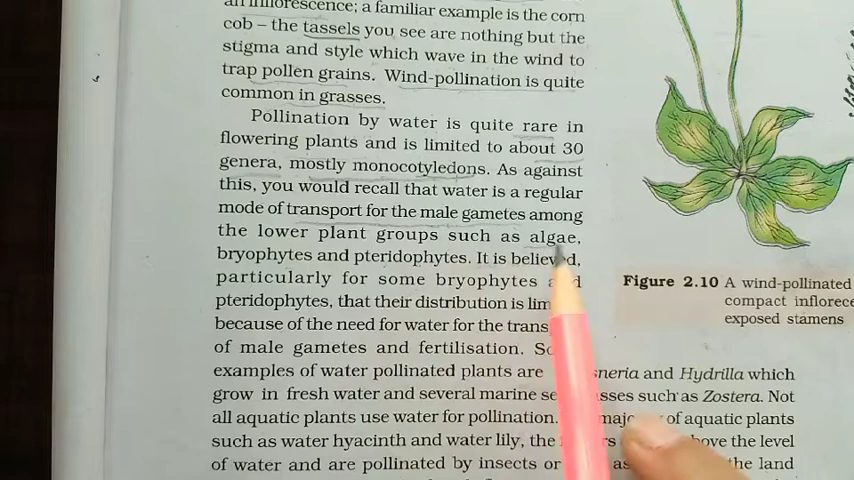 an inflorescence; a familiar example is the corn
cob – the tassels you see are nothing but the
stigma and style which wave in the wind to
trap pollen grains. Wind-pollination is quite
common in grasses.
Pollination by water is quite rare in
flowering plants and is limited to about 30
genera, mostly monocotyledons. As against
this, you would recall that water is a regular
mode of transport for the male gametes among
the lower plant groups such as algae,
bryophytes and pteridophytes. It is believed,
particularly for some bryophytes and
pteridophytes, that their distribution is lim
because of the need for water for the trans
of male gametes and fertilisation. So
examples of water pollinated plants are sneria and Hydrilla which
grow in fresh water and several marine se sses such as Zostera. Not
all aquatic plants use water for pollination. majo of aquatic plants
such as water hyacinth and water lily, the rs ove the level
of water and are pollinated by insects or as the land
Figure 2.10 A wind-pollinated
compact inflorece
exposed stamens